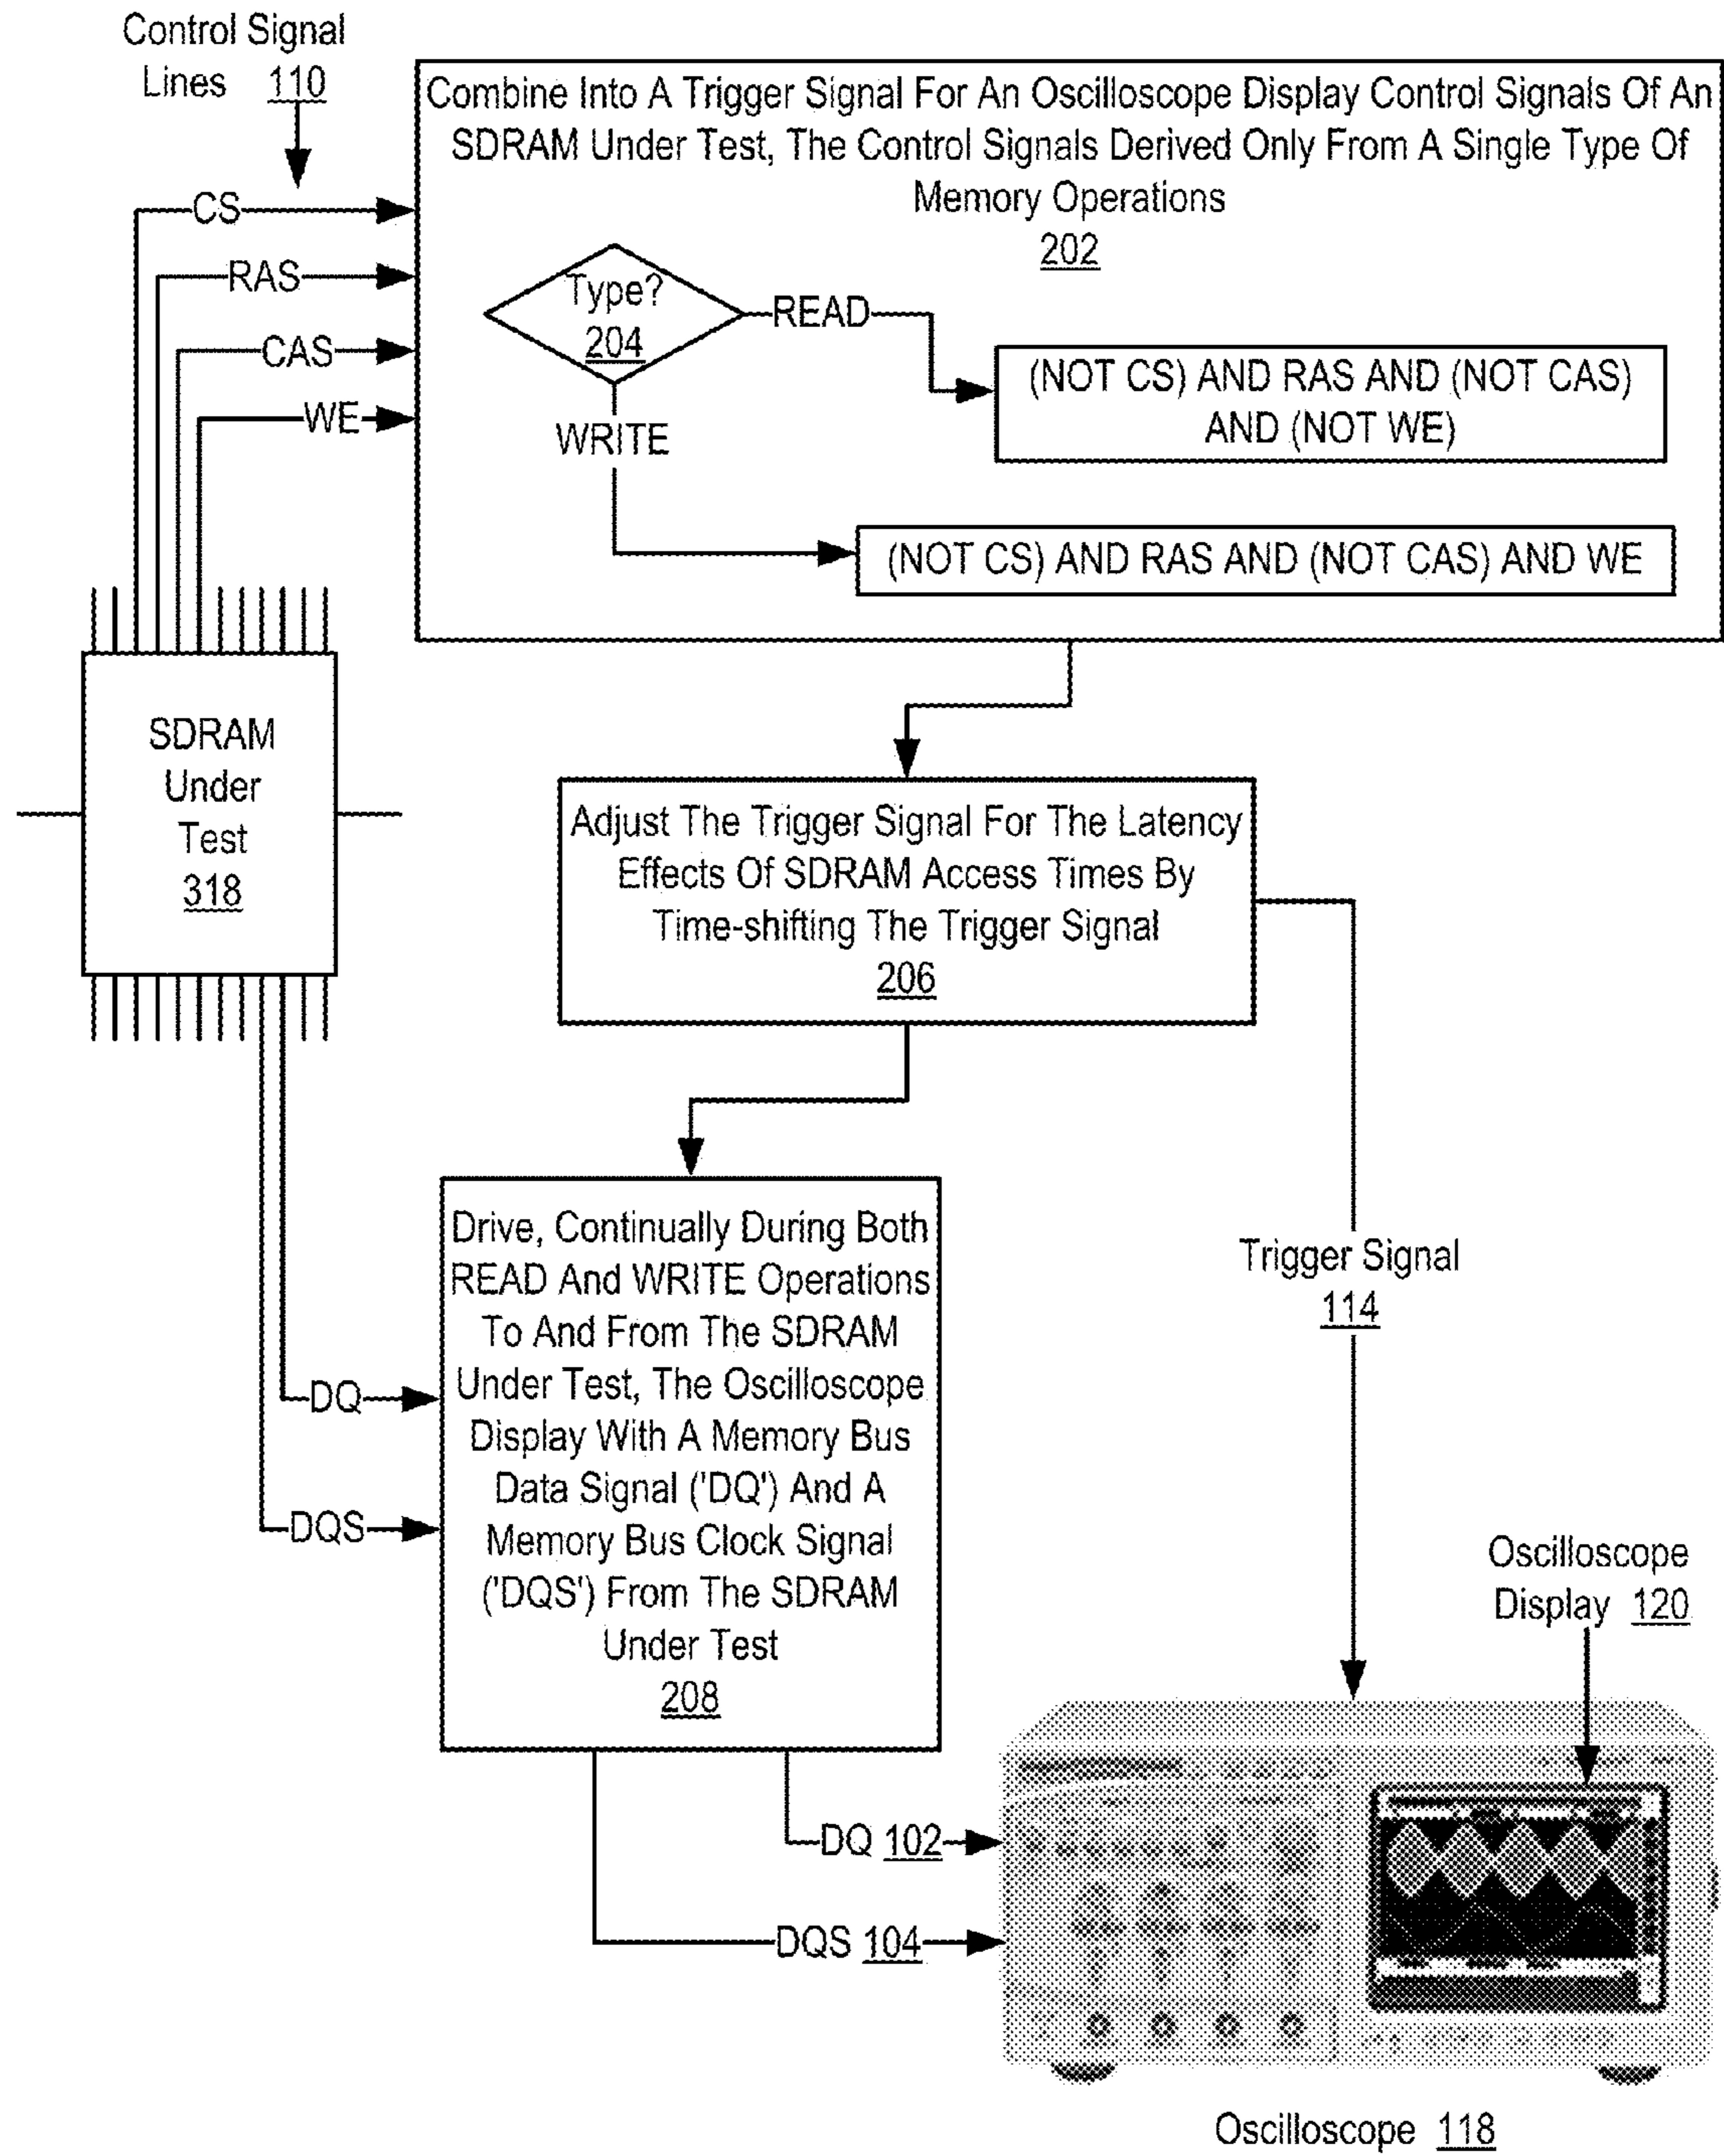 Control Signal
Lines 110
Combine Into A Trigger Signal For An Oscilloscope Display Control Signals Of An
SDRAM Under Test, The Control Signals Derived Only From A Single Type Of
Memory Operations
202
CS
RAS
CAS
WE
Type?
204
READ
WRITE
(NOT CS) AND RAS AND (NOT CAS)
AND (NOT WE)
(NOT CS) AND RAS AND (NOT CAS) AND WE
SDRAM
Under
Test
318
Adjust The Trigger Signal For The Latency
Effects Of SDRAM Access Times By
Time-shifting The Trigger Signal
206
Drive, Continually During Both
READ And WRITE Operations
To And From The SDRAM
Under Test, The Oscilloscope
Display With A Memory Bus
Data Signal ('DQ') And A
Memory Bus Clock Signal
('DQS') From The SDRAM
Under Test
208
DQ
DQS
Trigger Signal
114
Oscilloscope
Display 120
DQ 102
DQS 104
Oscilloscope 118